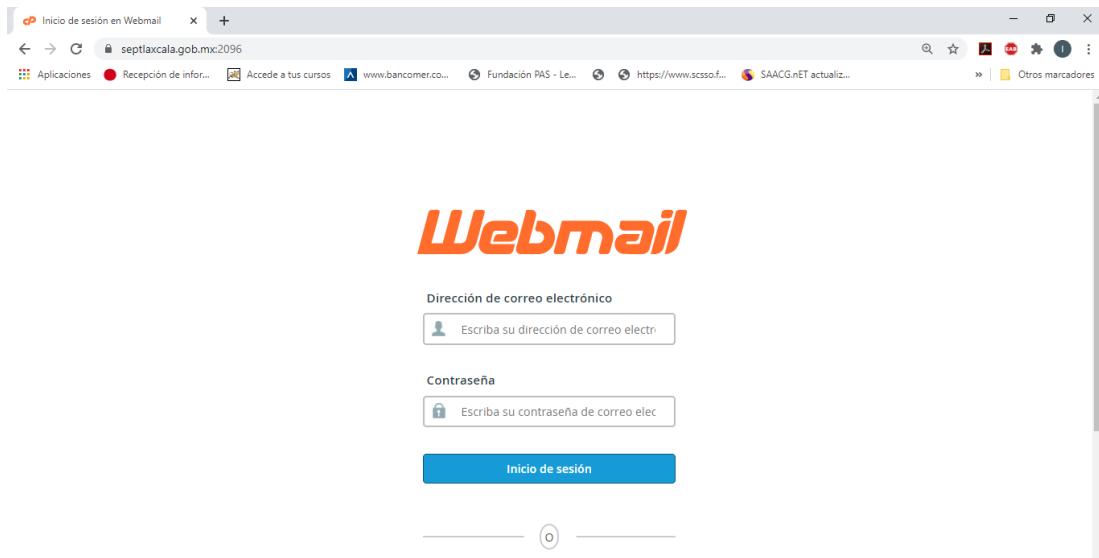 Inicio de sesión en Webmail
septlaxcala.gob.mx:2096
Aplicaciones Recepción de infor... Accede a tus cursos www.bancomer.co... Fundación PAS - Le... https://www.scsso.f... SAACG.nET actualiz... » Otros marcadores
Webmail
Dirección de correo electrónico
Escriba su dirección de correo electr
Contraseña
Escriba su contraseña de correo elec
Inicio de sesión
O